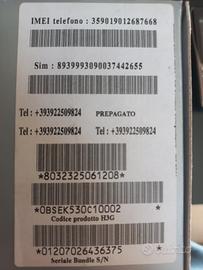 IMEI telefono : 359019012687668
Sim : 8939993090037442655
Tel : +393922509824 PREPAGATO
Tel : +393922509824 Tel : +393922509824
*8032325061208*
*0BSEK530C10002*
Codice prodotto H3G
*01207026436375*
Seriale Bundle S/N